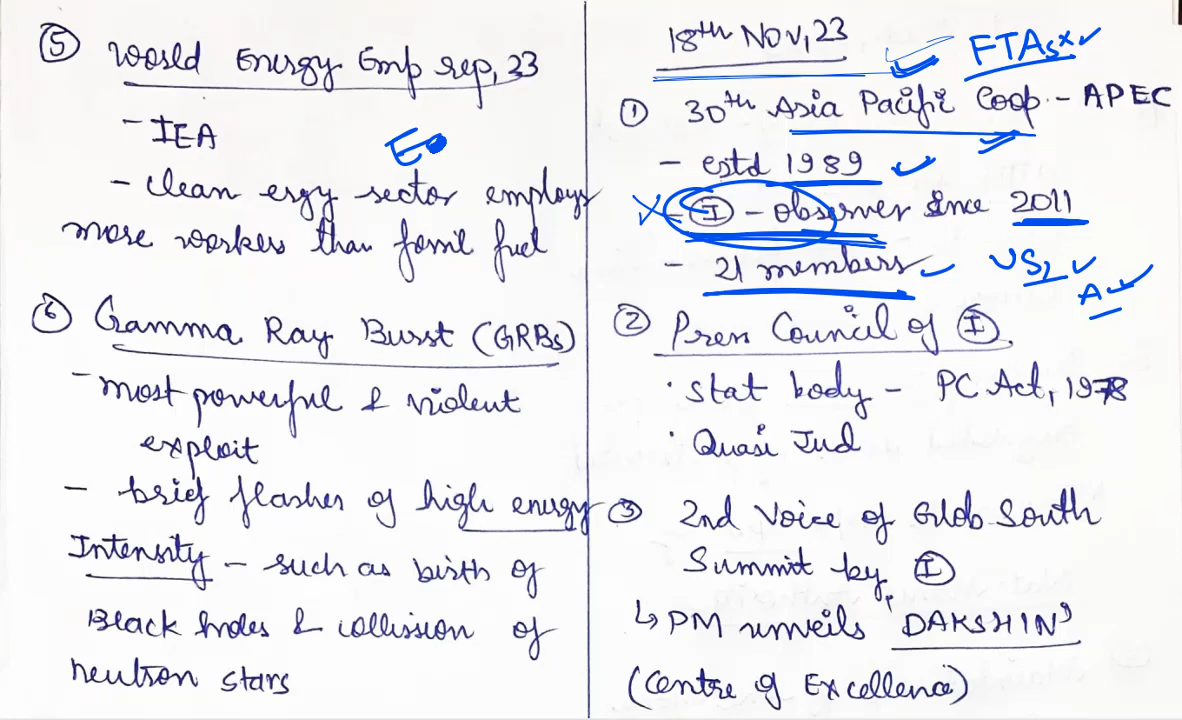 ⑤ World Energy Emp rep, 23
- IEA
E
- clean ergy sector employs
more workers than fossil fuel
⑥ Gamma Ray Burst (GRBs)
- most powerful & violent
exploit
- brief flashes of high energy
Intensity - such as birth of
Black holes & collission of
neutron stars
18th Nov, 23
FTAs x✓
① 30th Asia Pacific Coop - APEC
- estd 1989 ✓
x - Ⓘ - observer since 2011
- 21 members ✓ US, ✓
A ✓
② Press Council of Ⓘ
· Stat body - PC Act, 1978
· Quasi Jud
③ 2nd Voice of Glob South
Summit by Ⓘ
↳ PM unveils 'DAKSHIN'
(Centre of Excellence)